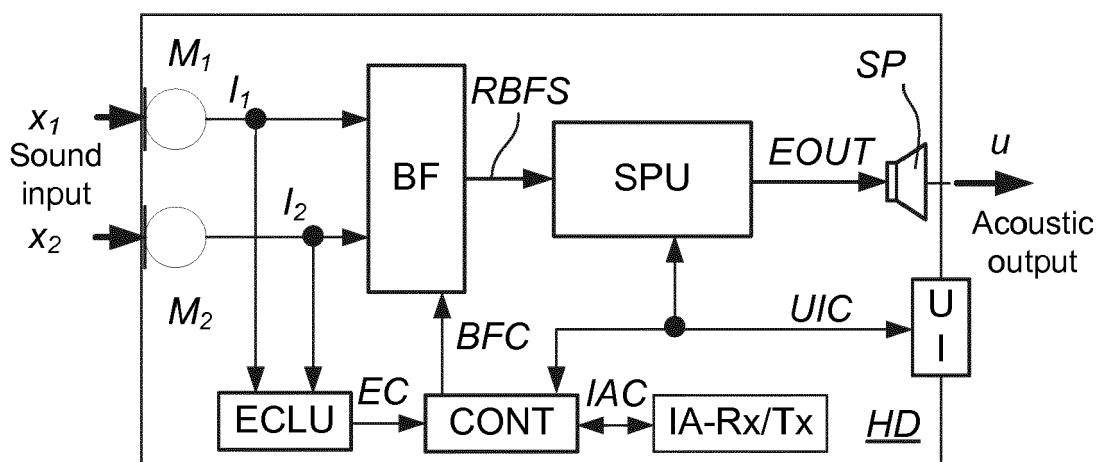 M1
x1
Sound
input
x2
M2
I1
I2
BF
RBFS
SPU
EOUT
SP
u
Acoustic
output
BFC
UIC
U
I
ECLU
EC
CONT
IAC
IA-Rx/Tx
HD